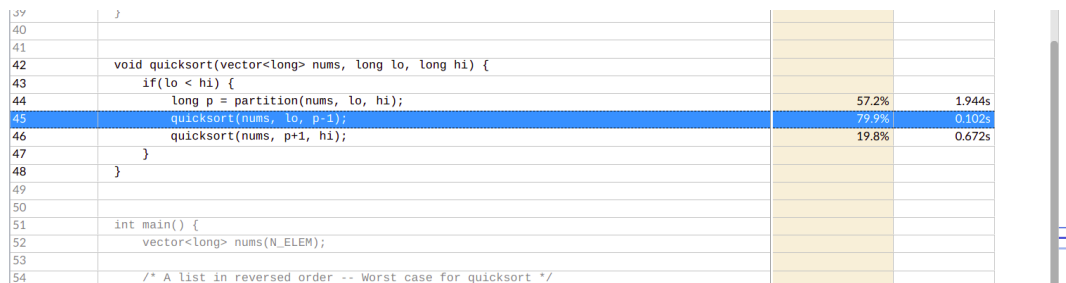 39 }
40
41
42 void quicksort(vector<long> nums, long lo, long hi) {
43 if(lo < hi) {
44 long p = partition(nums, lo, hi); 57.2% 1.944s
45 quicksort(nums, lo, p-1); 79.9% 0.102s
46 quicksort(nums, p+1, hi); 19.8% 0.672s
47 }
48 }
49
50
51 int main() {
52 vector<long> nums(N_ELEM);
53
54 /* A list in reversed order -- Worst case for quicksort */